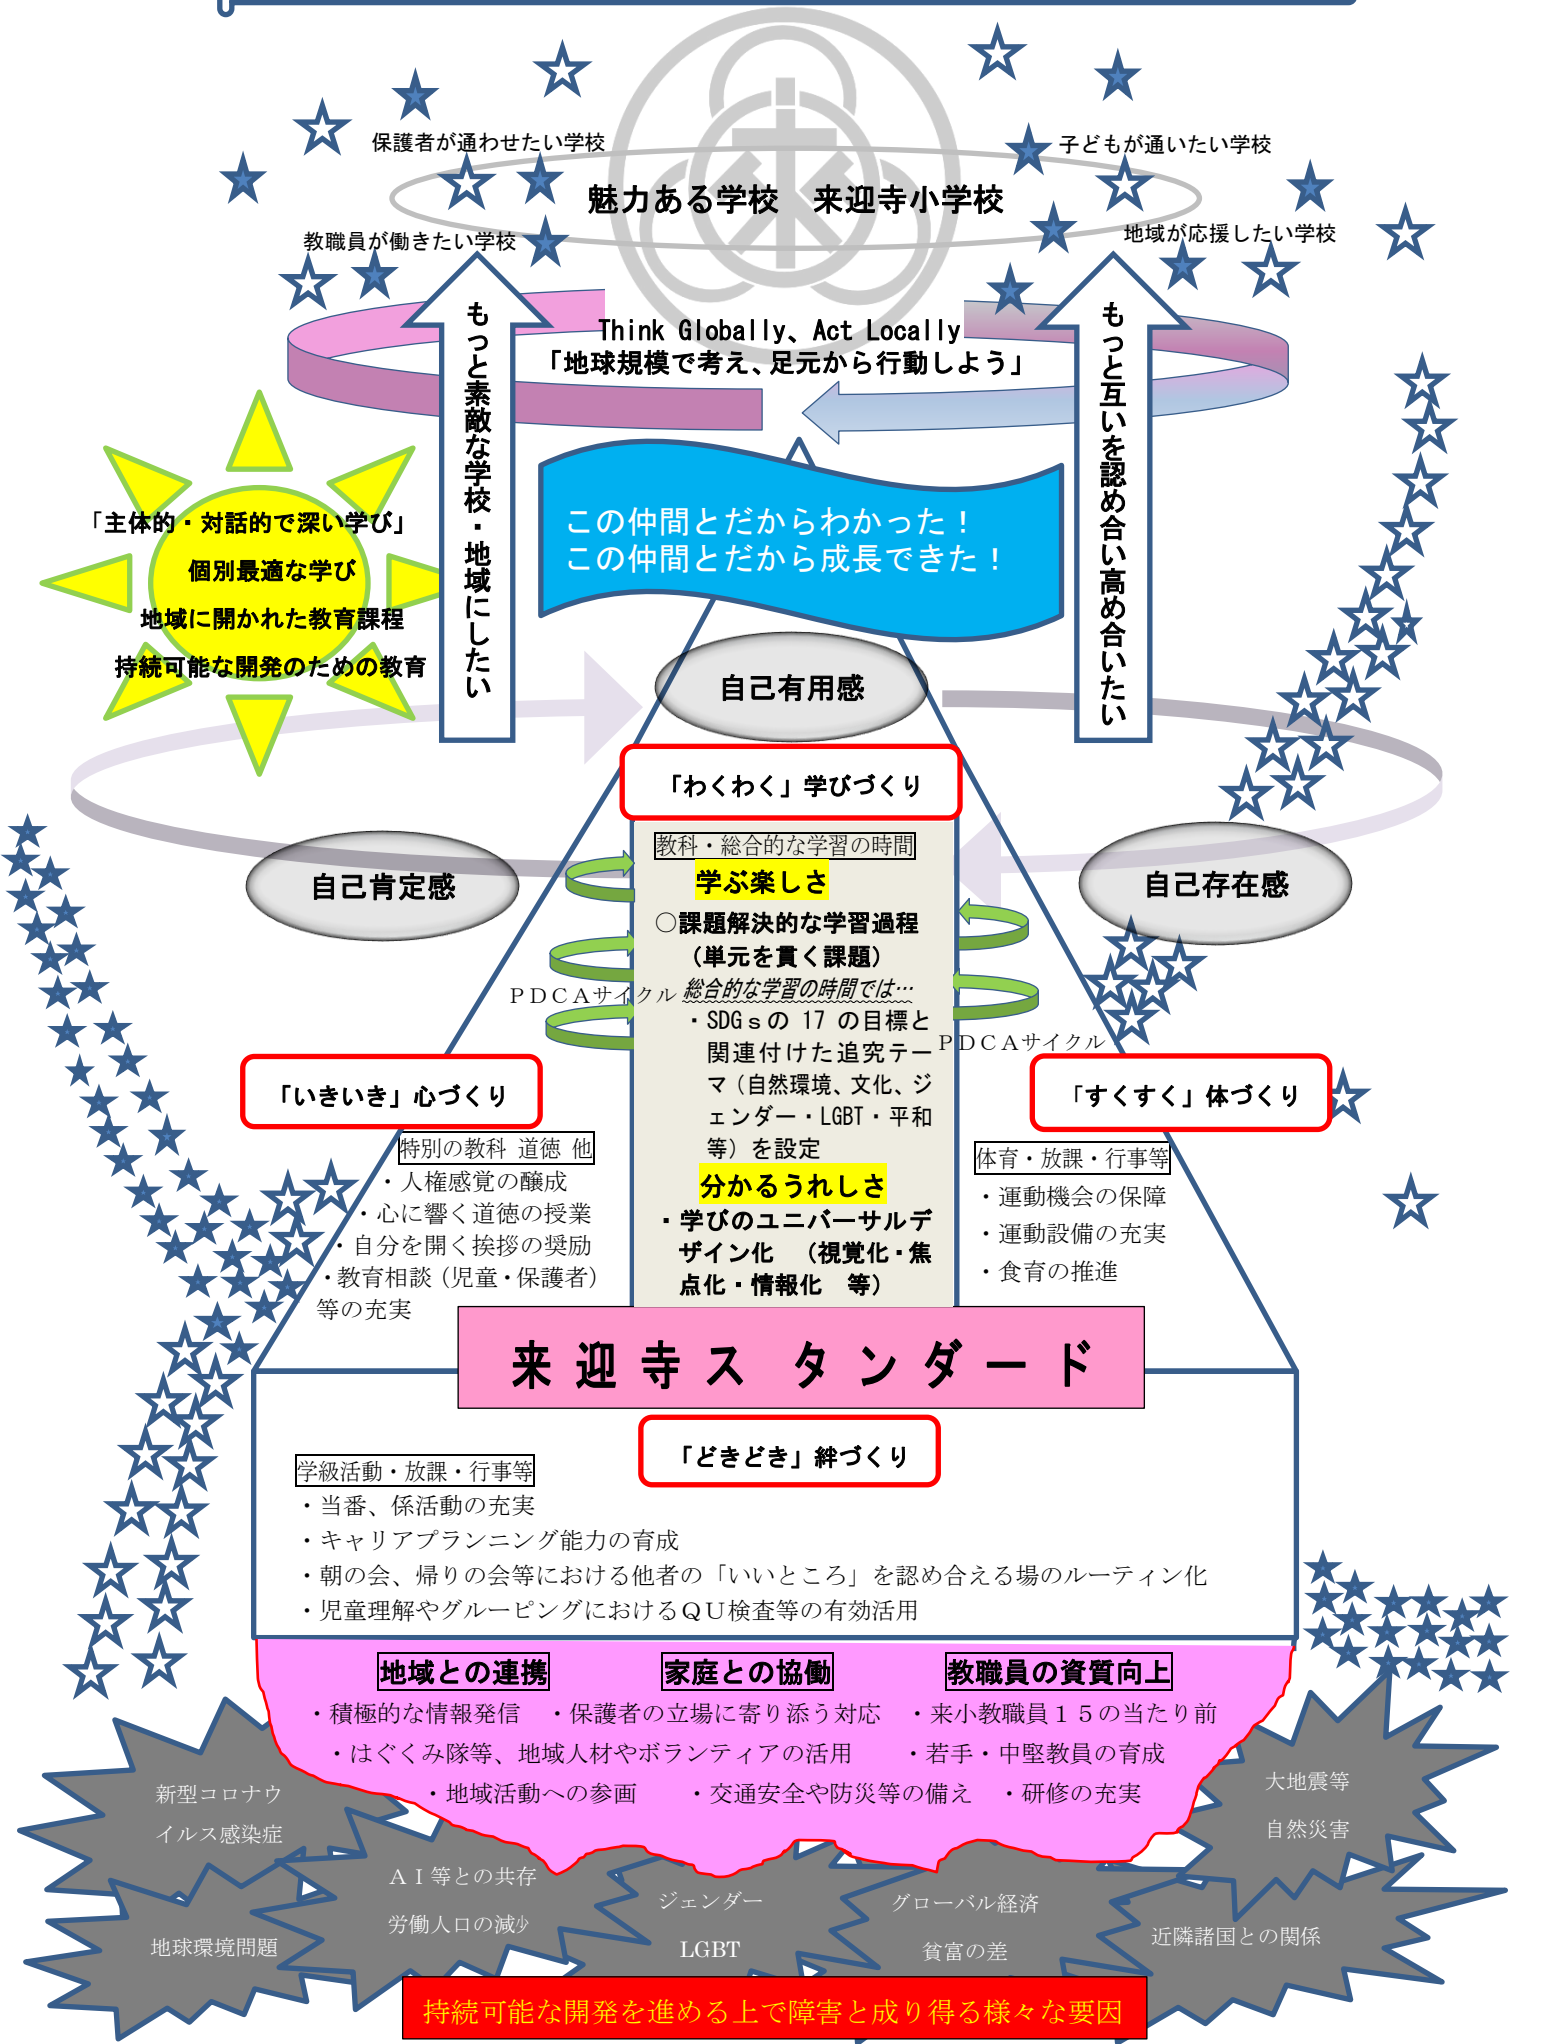 保護者が通わせたい学校
子どもが通いたい学校
魅力ある学校　来迎寺小学校
教職員が働きたい学校
地域が応援したい学校
もっと素敵な学校・地域にしたい
もっと互いを認め合い高め合いたい
Think Globally、Act Locally
「地球規模で考え、足元から行動しよう」
この仲間とだからわかった！
この仲間とだから成長できた！
「主体的・対話的で深い学び」
個別最適な学び
地域に開かれた教育課程
持続可能な開発のための教育
自己有用感
自己肯定感
自己存在感
「わくわく」学びづくり
教科・総合的な学習の時間
学ぶ楽しさ
○課題解決的な学習過程
（単元を貫く課題）
総合的な学習の時間では…
・SDGｓの 17 の目標と
関連付けた追究テー
マ（自然環境、文化、ジ
ェンダー・LGBT・平和
等）を設定
分かるうれしさ
・学びのユニバーサルデ
ザイン化　（視覚化・焦
点化・情報化　等）
ＰＤＣＡサイクル
ＰＤＣＡサイクル
「いきいき」心づくり
特別の教科 道徳 他
・人権感覚の醸成
・心に響く道徳の授業
・自分を開く挨拶の奨励
・教育相談（児童・保護者）
等の充実
「すくすく」体づくり
体育・放課・行事等
・運動機会の保障
・運動設備の充実
・食育の推進
来迎寺スタンダード
「どきどき」絆づくり
学級活動・放課・行事等
・当番、係活動の充実
・キャリアプランニング能力の育成
・朝の会、帰りの会等における他者の「いいところ」を認め合える場のルーティン化
・児童理解やグルーピングにおけるＱＵ検査等の有効活用
地域との連携　家庭との協働　教職員の資質向上
・積極的な情報発信　・保護者の立場に寄り添う対応　・来小教職員１５の当たり前
・はぐくみ隊等、地域人材やボランティアの活用　・若手・中堅教員の育成
・地域活動への参画　・交通安全や防災等の備え　・研修の充実
新型コロナウ
イルス感染症
大地震等
自然災害
ＡＩ等との共存
労働人口の減少
ジェンダー
LGBT
グローバル経済
貧富の差
地球環境問題
近隣諸国との関係
持続可能な開発を進める上で障害と成り得る様々な要因